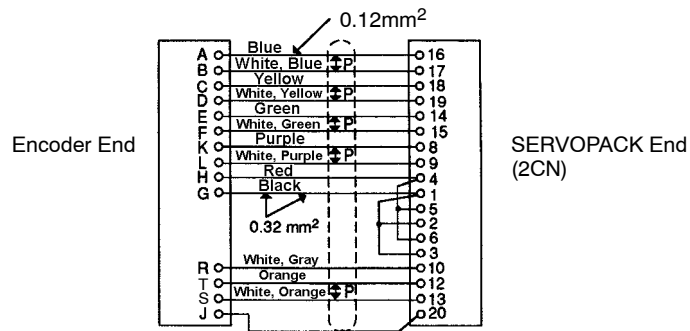 0.12mm²
A Blue 16
B White, Blue P 17
C Yellow 18
D White, Yellow P 19
E Green 14
F White, Green P 15
K Purple 8
L White, Purple P 9
H Red 4
G Black 1
5
0.32 mm²
2
6
3
R White, Gray 10
T Orange 12
S White, Orange P 13
J 20
Encoder End
SERVOPACK End
(2CN)